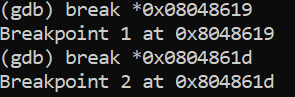 (gdb) break *0x08048619
Breakpoint 1 at 0x8048619
(gdb) break *0x0804861d
Breakpoint 2 at 0x804861d